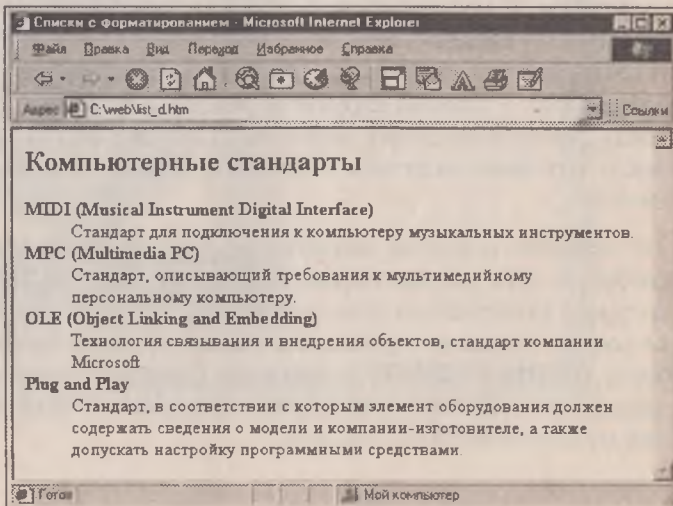 Списки с форматированием - Microsoft Internet Explorer
Файл Правка Вид Переход Избранное Справка
Адрес C:\web\list_d.htm Ссылки
Компьютерные стандарты
MIDI (Musical Instrument Digital Interface)
Стандарт для подключения к компьютеру музыкальных инструментов.
MPC (Multimedia PC)
Стандарт, описывающий требования к мультимедийному
персональному компьютеру.
OLE (Object Linking and Embedding)
Технология связывания и внедрения объектов, стандарт компании
Microsoft
Plug and Play
Стандарт, в соответствии с которым элемент оборудования должен
содержать сведения о модели и компании-изготовителе, а также
допускать настройку программными средствами.
Готово Мой компьютер